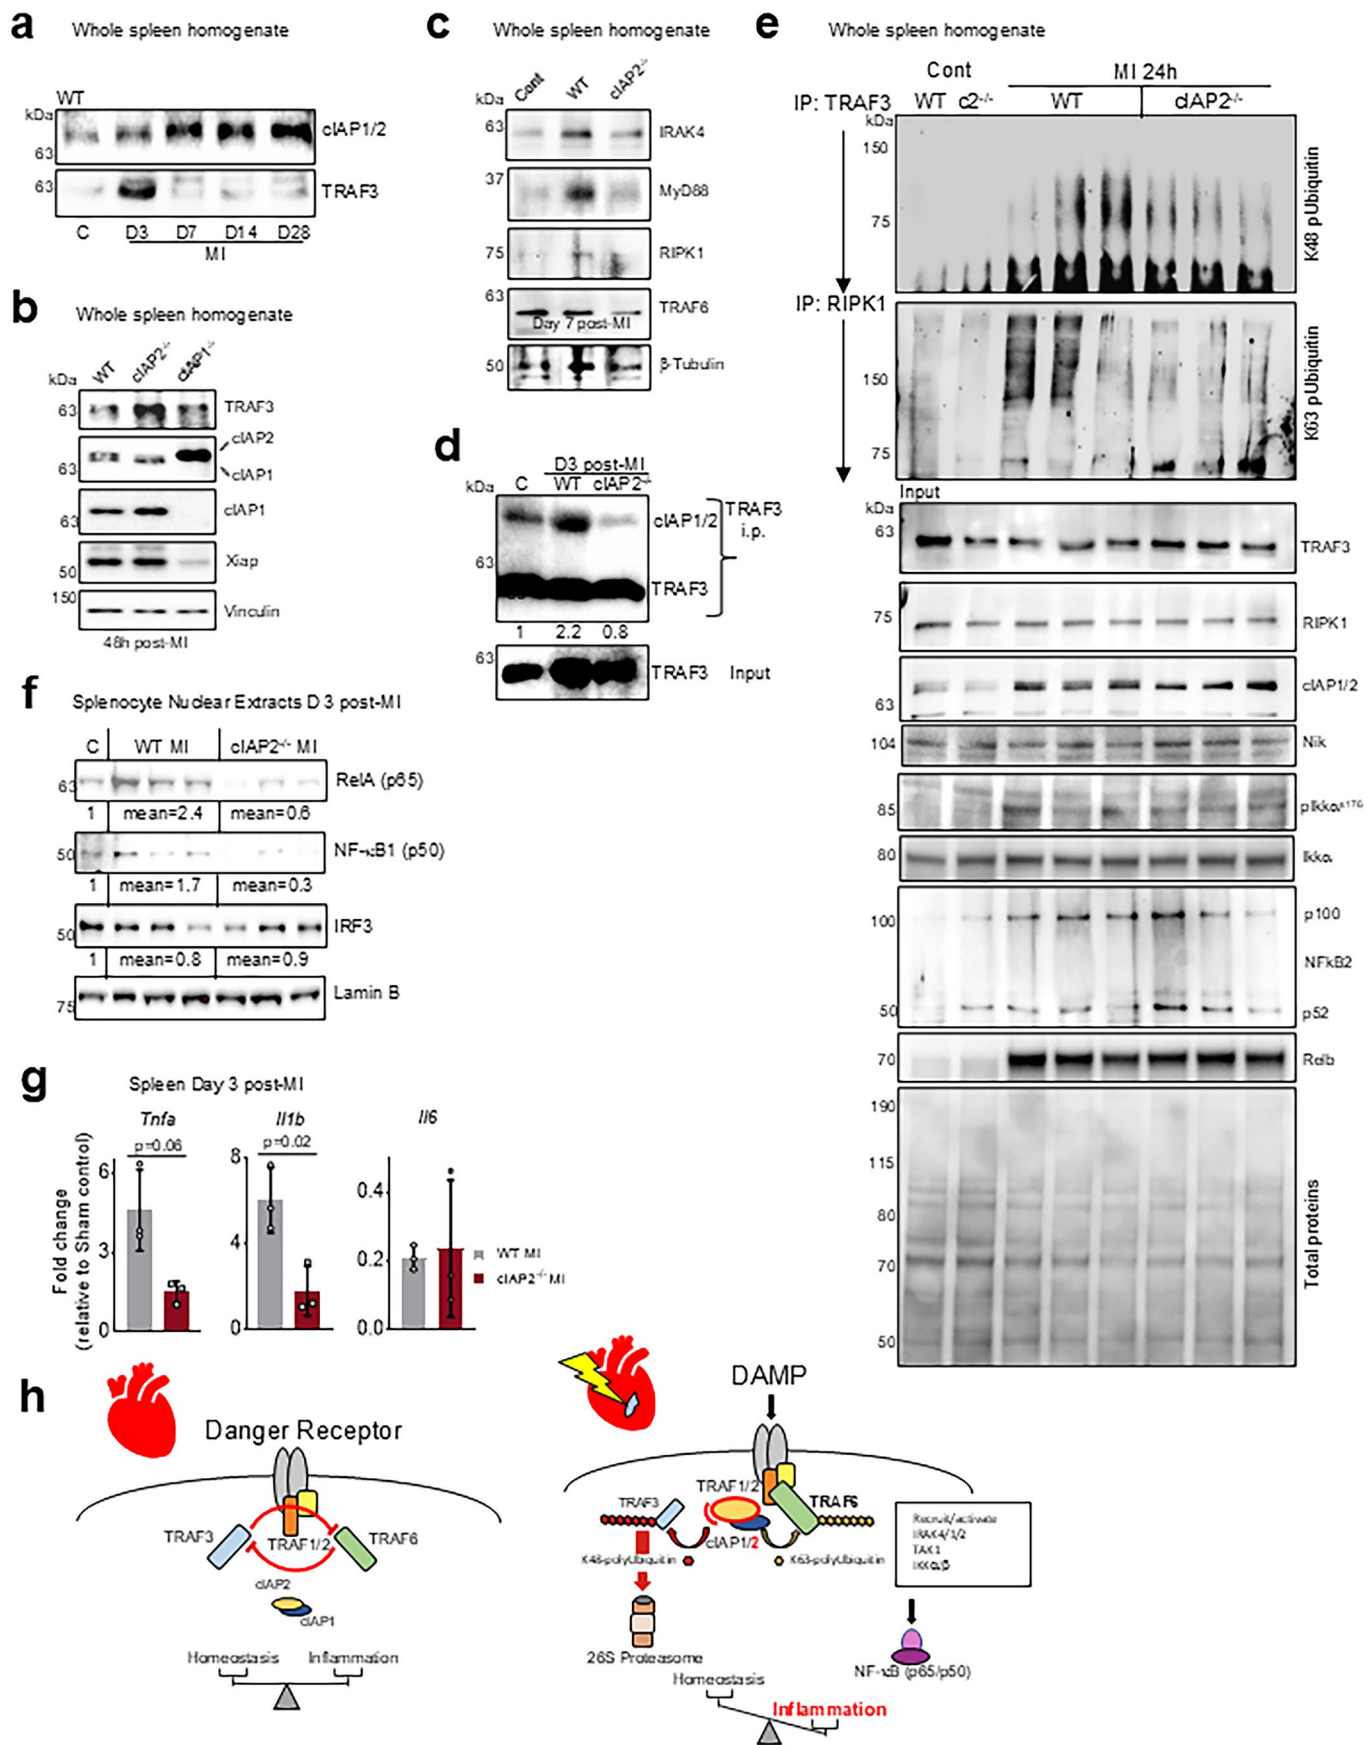 a
Whole spleen homogenate
WT
kDa
cIAP1/2
63
63
TRAF3
C D3 D7 D14 D28
MI
b
Whole spleen homogenate
WT cIAP2-/- cIAP1-/-
kDa
63
TRAF3
cIAP2
63
cIAP1
63
cIAP1
50
Xiap
150
Vinculin
48h post-MI
c
Whole spleen homogenate
Cont WT cIAP2-/-
kDa
63
IRAK4
37
MyD88
75
RIPK1
63
TRAF6
Day 7 post-MI
50
β-Tubulin
d
D3 post-MI
kDa
C WT cIAP2-/-
cIAP1/2
TRAF3
i.p.
63
TRAF3
1 2.2 0.8
63
TRAF3 Input
e
Whole spleen homogenate
Cont MI 24h
IP: TRAF3
WT c2-/- WT cIAP2-/-
kDa
150
75
K48 pUbiquitin
IP: RIPK1
150
75
K63 pUbiquitin
Input
kDa
63
TRAF3
75
RIPK1
cIAP1/2
63
104
Nik
85
pIkkα
80
Ikkα
100
p100
NFkB2
50
p52
70
Relb
190
115
80
70
50
Total proteins
f
Splenocyte Nuclear Extracts D 3 post-MI
C WT MI cIAP2-/- MI
63
RelA (p65)
1 mean=2.4 mean=0.6
50
NF-κB1 (p50)
1 mean=1.7 mean=0.3
50
IRF3
1 mean=0.8 mean=0.9
75
Lamin B
g
Spleen Day 3 post-MI
Tnfa Il1b Il6
p=0.06 p=0.02
Fold change
(relative to Sham control)
6
3
0
8
4
0
0.4
0.2
0.0
WT MI
cIAP2-/- MI
h
Danger Receptor
TRAF3
TRAF1/2
TRAF6
cIAP2
cIAP1
Homeostasis Inflammation
DAMP
TRAF1/2
TRAF3
TRAF6
cIAP1/2
K48-polyUbiquitin
K63-polyUbiquitin
26S Proteasome
Recruit/activate
IRAK4/1/2
TAK1
IKKα/β
NF-κB (p65/p50)
Homeostasis
Inflammation